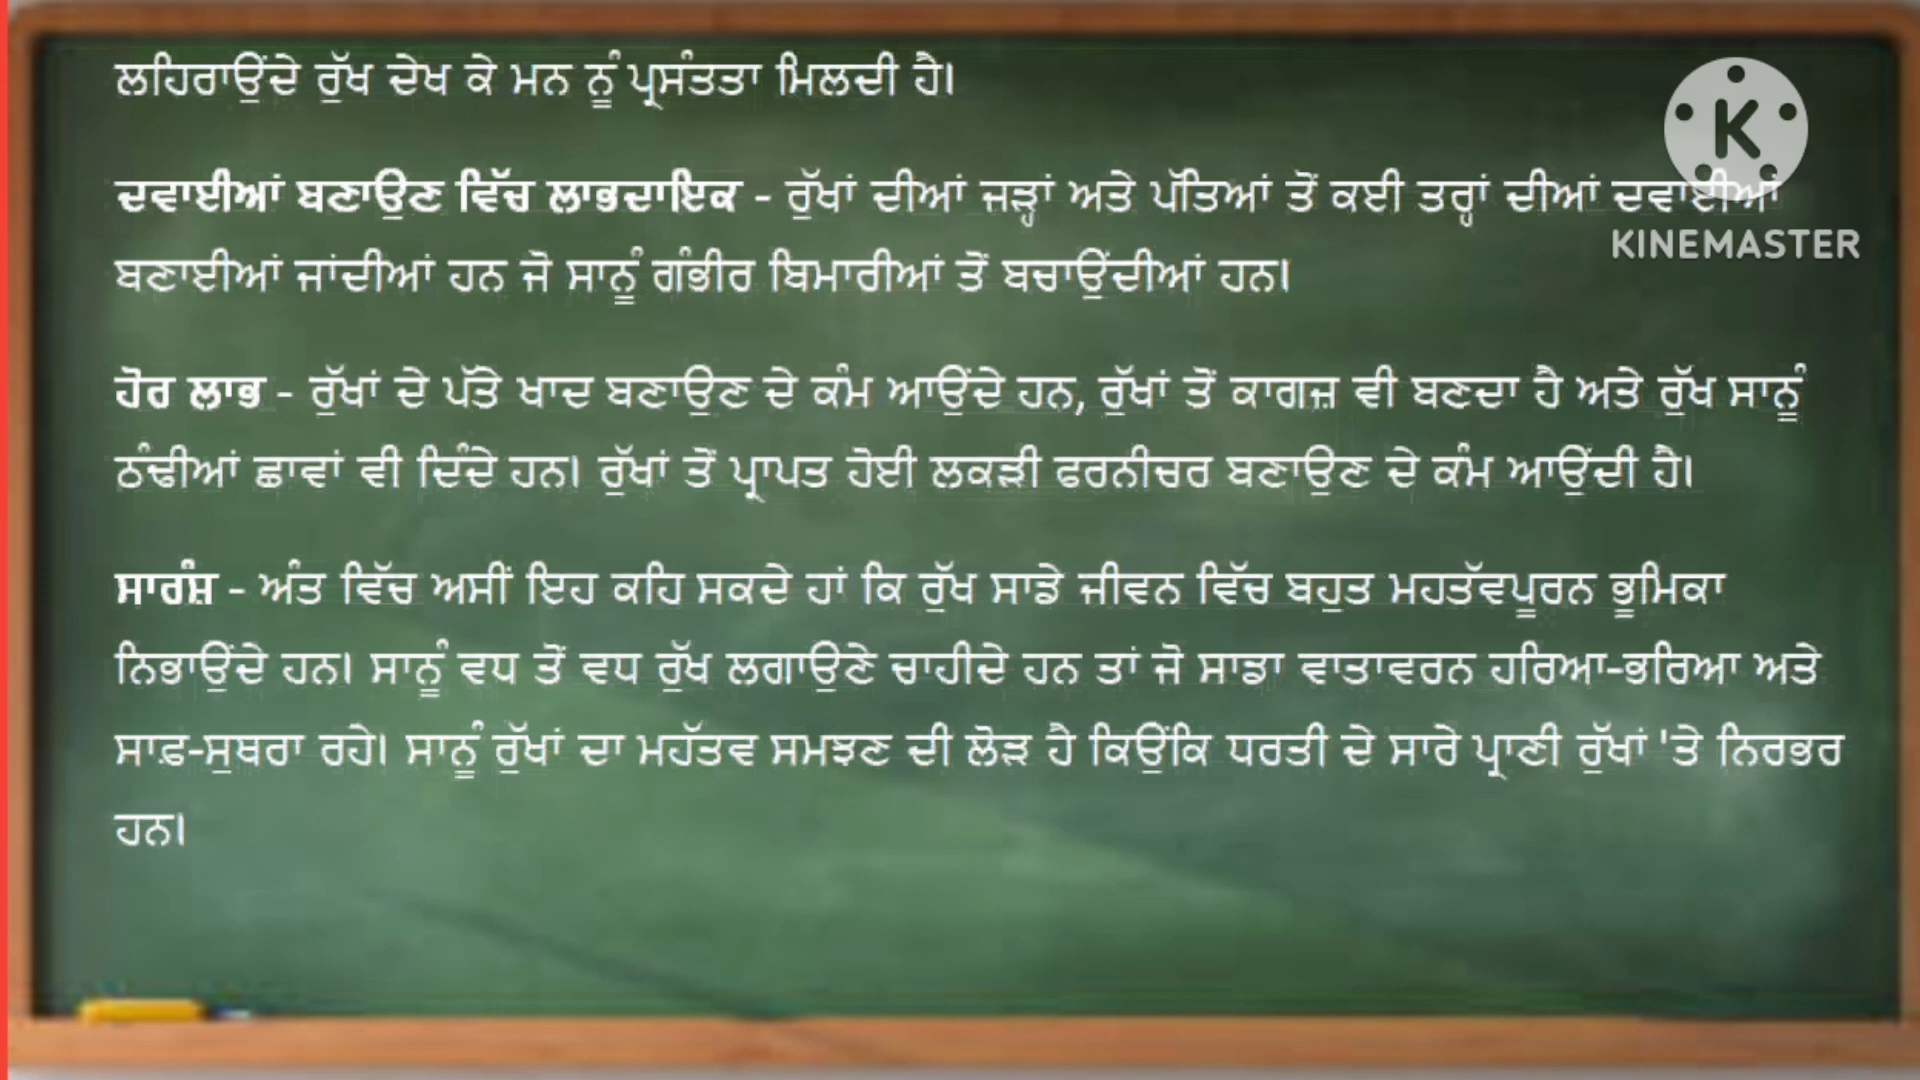 ਲਹਿਰਾਉਂਦੇ ਰੁੱਖ ਦੇਖ ਕੇ ਮਨ ਨੂੰ ਪ੍ਰਸੰਤਤਾ ਮਿਲਦੀ ਹੈ।
ਦਵਾਈਆਂ ਬਣਾਉਣ ਵਿੱਚ ਲਾਭਦਾਇਕ - ਰੁੱਖਾਂ ਦੀਆਂ ਜੜ੍ਹਾਂ ਅਤੇ ਪੱਤਿਆਂ ਤੋਂ ਕਈ ਤਰ੍ਹਾਂ ਦੀਆਂ ਦਵਾਈਆਂ
ਬਣਾਈਆਂ ਜਾਂਦੀਆਂ ਹਨ ਜੋ ਸਾਨੂੰ ਗੰਭੀਰ ਬਿਮਾਰੀਆਂ ਤੋਂ ਬਚਾਉਂਦੀਆਂ ਹਨ।
ਹੋਰ ਲਾਭ - ਰੁੱਖਾਂ ਦੇ ਪੱਤੇ ਖਾਦ ਬਣਾਉਣ ਦੇ ਕੰਮ ਆਉਂਦੇ ਹਨ, ਰੁੱਖਾਂ ਤੋਂ ਕਾਗਜ਼ ਵੀ ਬਣਦਾ ਹੈ ਅਤੇ ਰੁੱਖ ਸਾਨੂੰ
ਠੰਢੀਆਂ ਛਾਵਾਂ ਵੀ ਦਿੰਦੇ ਹਨ। ਰੁੱਖਾਂ ਤੋਂ ਪ੍ਰਾਪਤ ਹੋਈ ਲਕੜੀ ਫਰਨੀਚਰ ਬਣਾਉਣ ਦੇ ਕੰਮ ਆਉਂਦੀ ਹੈ।
ਸਾਰੰਸ਼ - ਅੰਤ ਵਿੱਚ ਅਸੀਂ ਇਹ ਕਹਿ ਸਕਦੇ ਹਾਂ ਕਿ ਰੁੱਖ ਸਾਡੇ ਜੀਵਨ ਵਿੱਚ ਬਹੁਤ ਮਹਤੱਵਪੂਰਨ ਭੂਮਿਕਾ
ਨਿਭਾਉਂਦੇ ਹਨ। ਸਾਨੂੰ ਵਧ ਤੋਂ ਵਧ ਰੁੱਖ ਲਗਾਉਣੇ ਚਾਹੀਦੇ ਹਨ ਤਾਂ ਜੋ ਸਾਡਾ ਵਾਤਾਵਰਨ ਹਰਿਆ-ਭਰਿਆ ਅਤੇ
ਸਾਫ਼-ਸੁਥਰਾ ਰਹੇ। ਸਾਨੂੰ ਰੁੱਖਾਂ ਦਾ ਮਹੱਤਵ ਸਮਝਣ ਦੀ ਲੋੜ ਹੈ ਕਿਉਂਕਿ ਧਰਤੀ ਦੇ ਸਾਰੇ ਪ੍ਰਾਣੀ ਰੁੱਖਾਂ 'ਤੇ ਨਿਰਭਰ
ਹਨ।
K
KINEMASTER